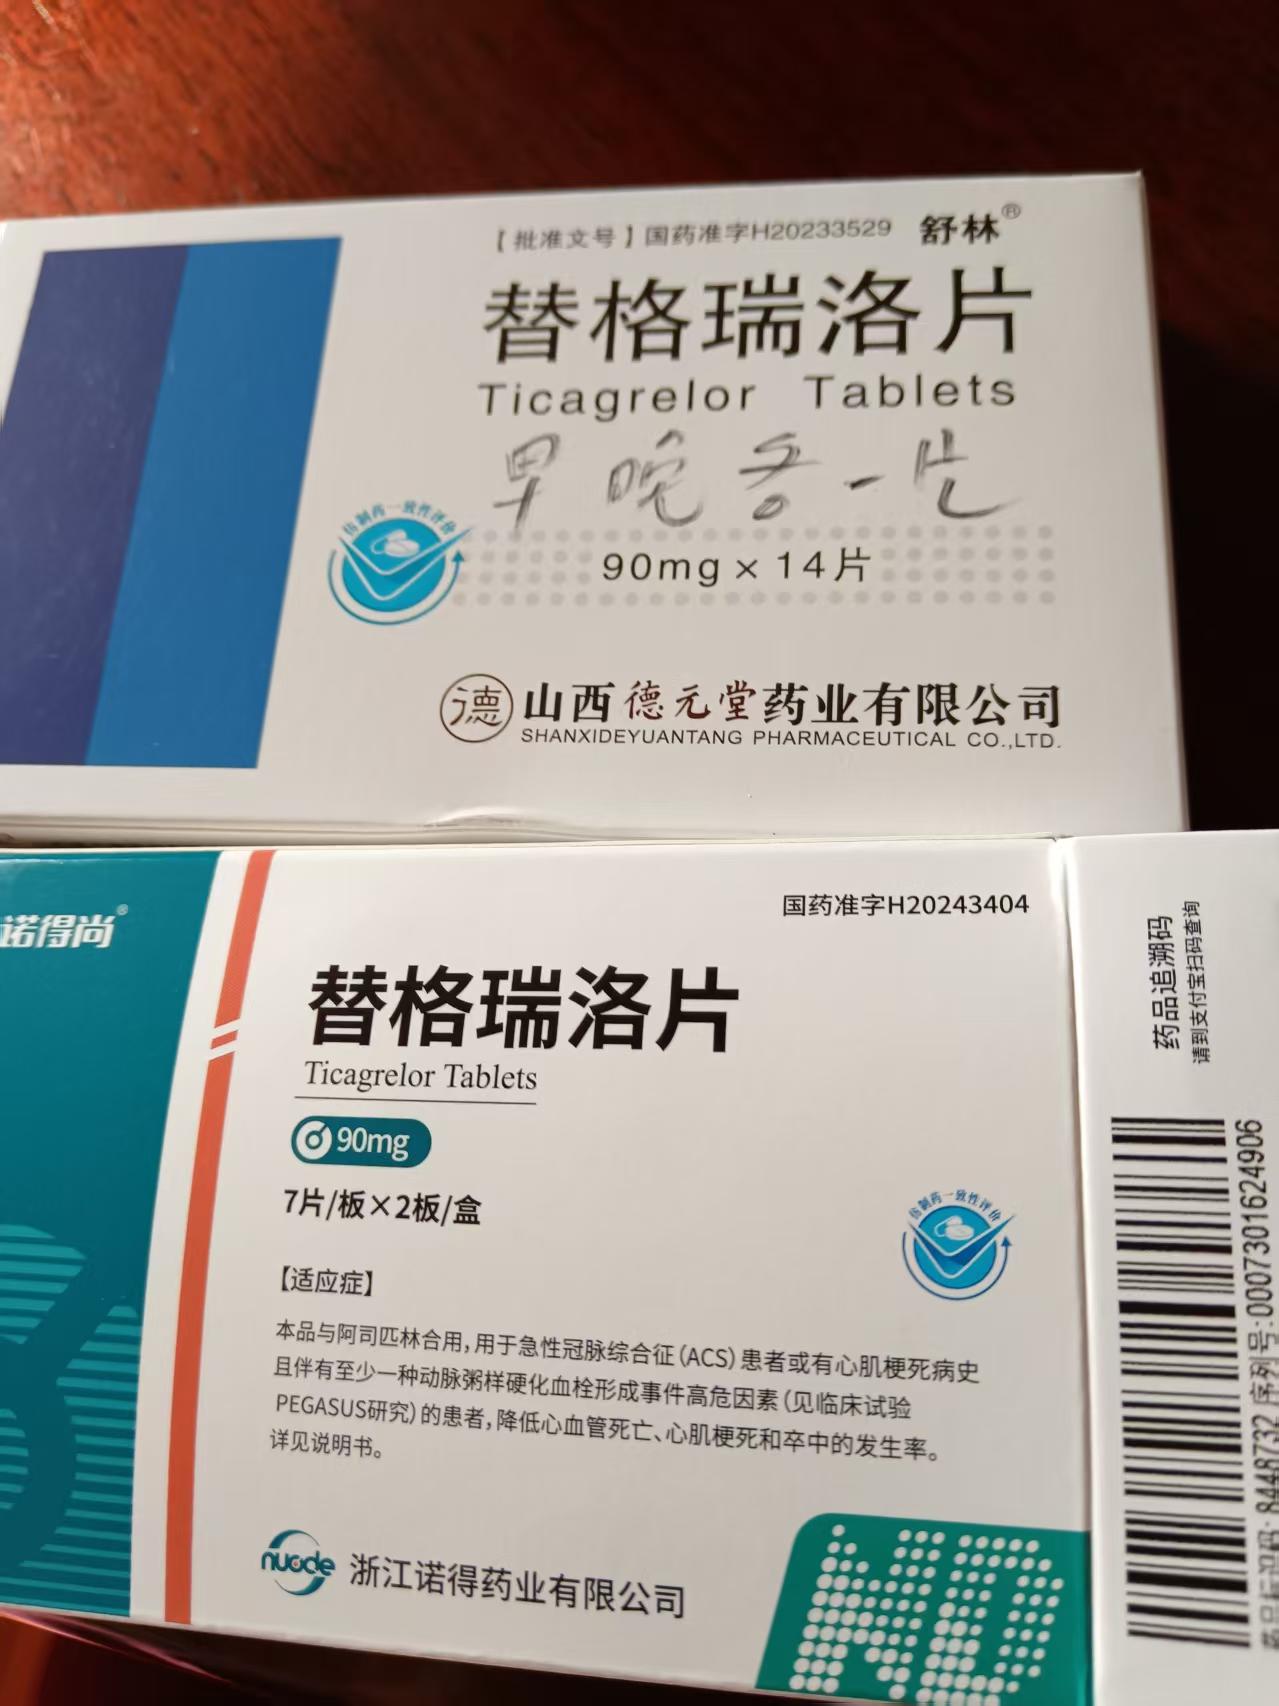 【批准文号】国药准字H20233529 舒林®
替格瑞洛片
Ticagrelor Tablets
早晚各一片
仿制药一致性评价
90mg×14片
德 山西德元堂药业有限公司
SHANXIDEYUANTANG PHARMACEUTICAL CO.,LTD.
诺得尚®
国药准字H20243404
替格瑞洛片
Ticagrelor Tablets
90mg
7片/板×2板/盒
仿制药一致性评价
【适应症】
本品与阿司匹林合用,用于急性冠脉综合征(ACS)患者或有心肌梗死病史
且伴有至少一种动脉粥样硬化血栓形成事件高危因素(见临床试验
PEGASUS研究)的患者,降低心血管死亡、心肌梗死和卒中的发生率。
详见说明书。
nuode 浙江诺得药业有限公司
ND
药品追溯码
请到支付宝扫码查询
药品标识码: 8448732 序列号:0007301624906